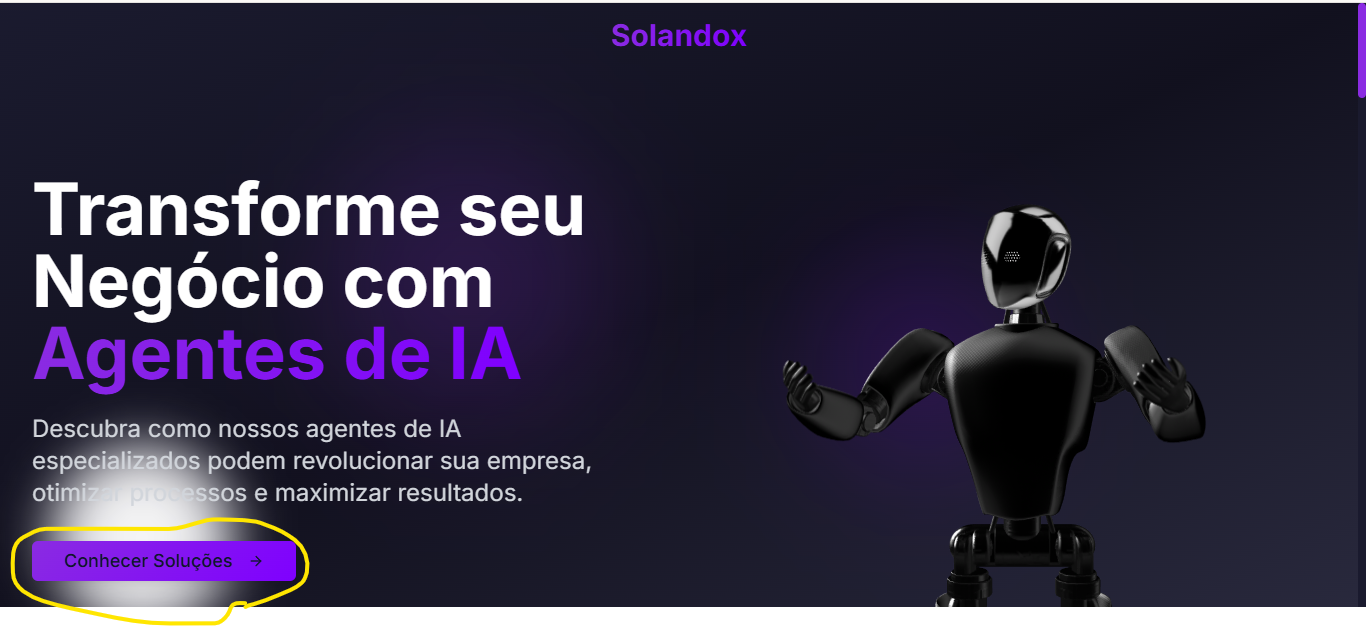 Solandox
Transforme seu
Negócio com
Agentes de IA
Descubra como nossos agentes de IA
especializados podem revolucionar sua empresa,
otimizar processos e maximizar resultados.
Conhecer Soluções →